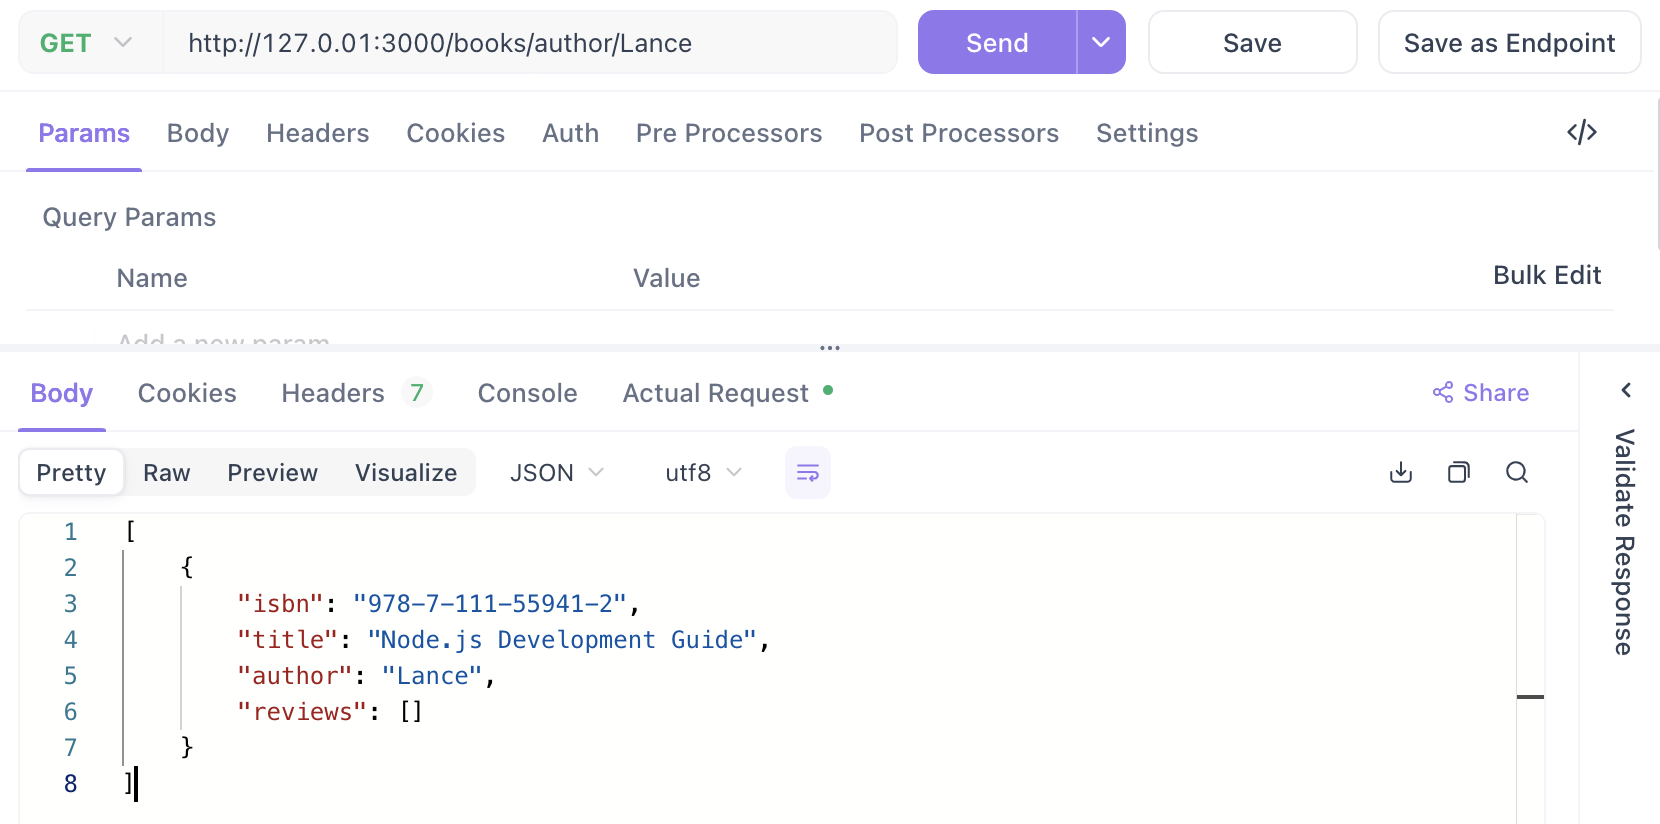 GET http://127.0.01:3000/books/author/Lance Send Save Save as Endpoint
Params Body Headers Cookies Auth Pre Processors Post Processors Settings </>
Query Params
Name Value Bulk Edit
Add a new param
Body Cookies Headers 7 Console Actual Request Share
Pretty Raw Preview Visualize JSON utf8
1 [
2 {
3 "isbn": "978-7-111-55941-2",
4 "title": "Node.js Development Guide",
5 "author": "Lance",
6 "reviews": []
7 }
8 ]
Validate Response